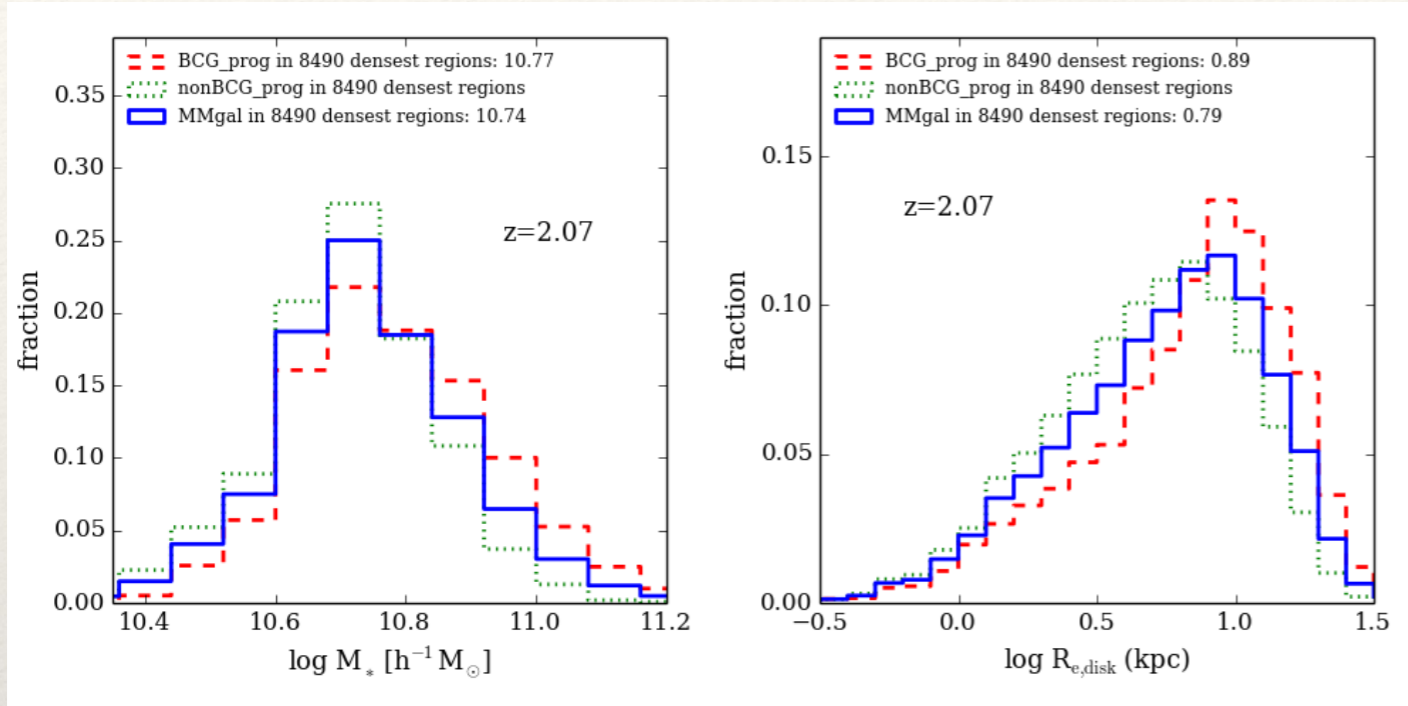 BCG_prog in 8490 densest regions: 10.77
nonBCG_prog in 8490 densest regions
MMgal in 8490 densest regions: 10.74
z=2.07
0.35
0.30
0.25
0.20
0.15
0.10
0.05
0.00
fraction
10.4 10.6 10.8 11.0 11.2
log M* [h⁻¹ M⊙]
BCG_prog in 8490 densest regions: 0.89
nonBCG_prog in 8490 densest regions
MMgal in 8490 densest regions: 0.79
z=2.07
0.15
0.10
0.05
0.00
fraction
−0.5 0.0 0.5 1.0 1.5
log Re,disk (kpc)